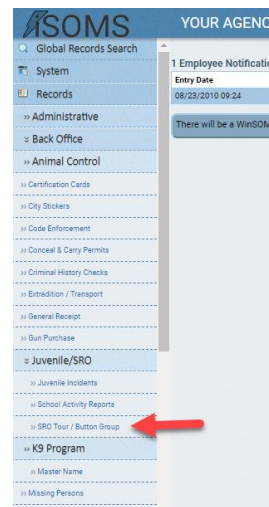 iSOMS
YOUR AGENC
Global Records Search
System
Records
» Administrative
Back Office
» Animal Control
» Certification Cards
» City Stickers
» Code Enforcement
» Conceal & Carry Permits
» Criminal History Checks
» Extradition / Transport
» General Receipt
» Gun Purchase
Juvenile/SRO
» Juvenile Incidents
» School Activity Reports
» SRO Tour / Button Group
» K9 Program
» Master Name
» Missing Persons
1 Employee Notificatio
Entry Date
08/23/2010 09:24
There will be a WinSOM